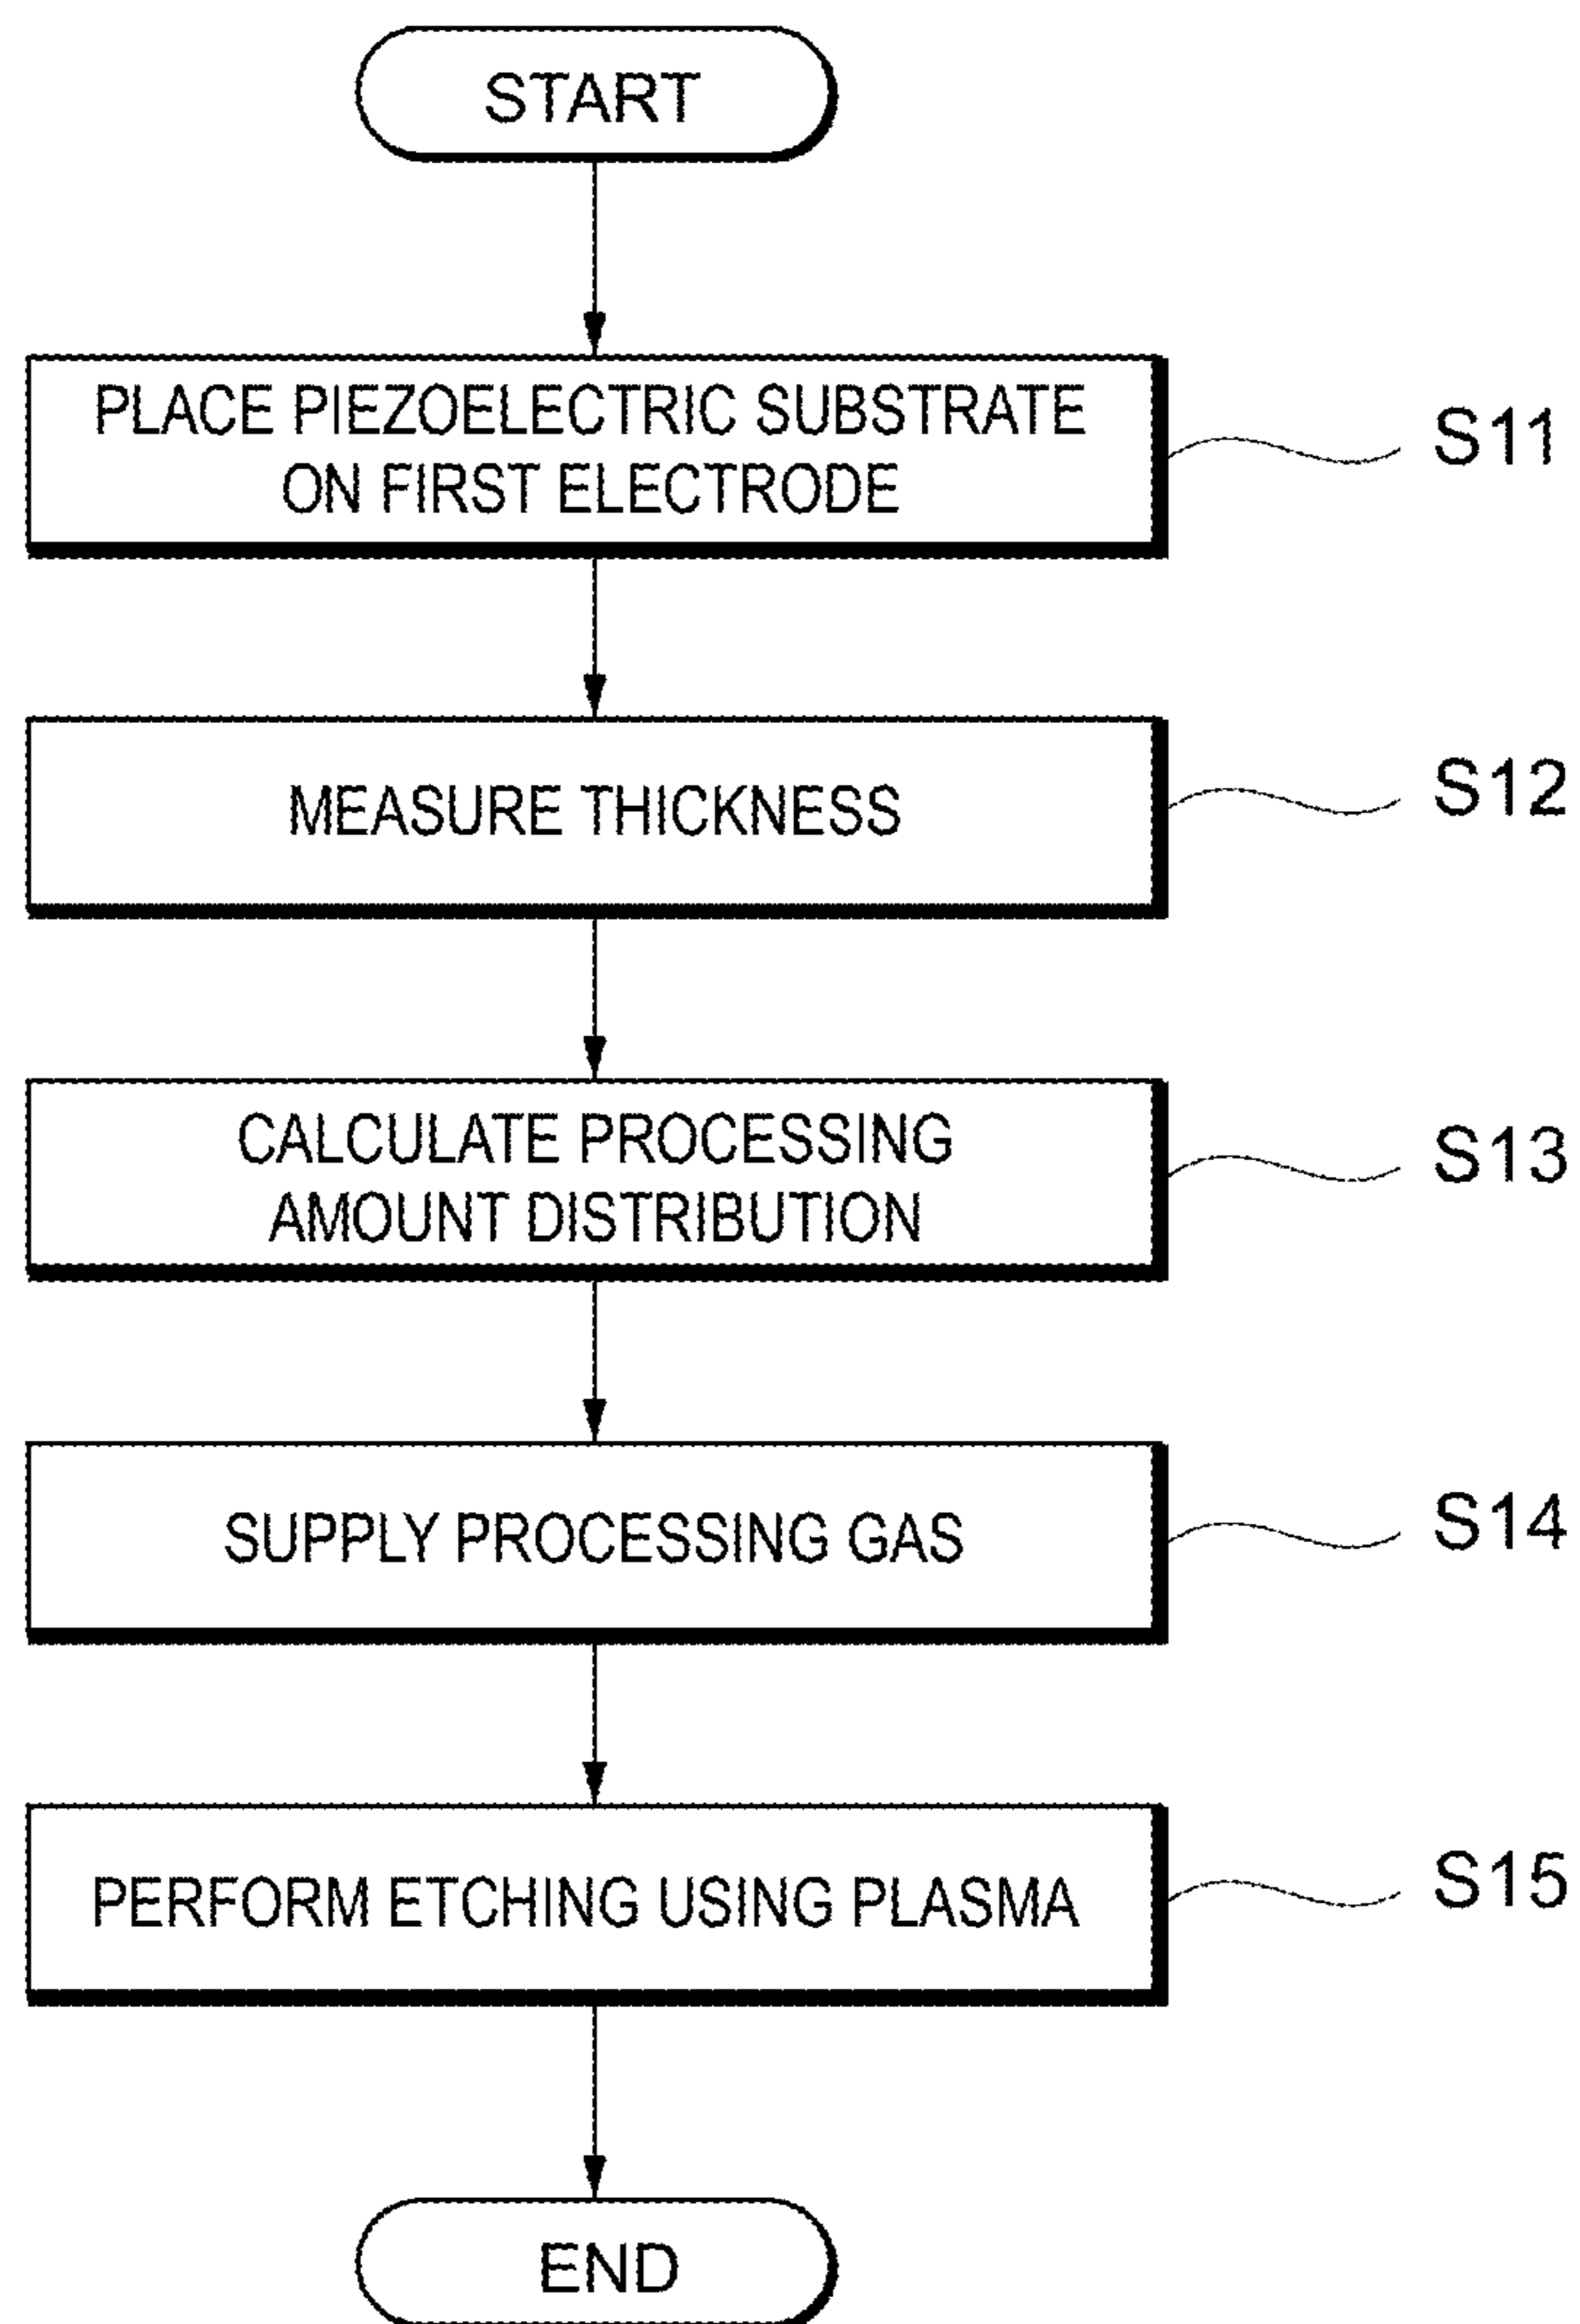 START
PLACE PIEZOELECTRIC SUBSTRATE
ON FIRST ELECTRODE
S11
MEASURE THICKNESS
S12
CALCULATE PROCESSING
AMOUNT DISTRIBUTION
S13
SUPPLY PROCESSING GAS
S14
PERFORM ETCHING USING PLASMA
S15
END